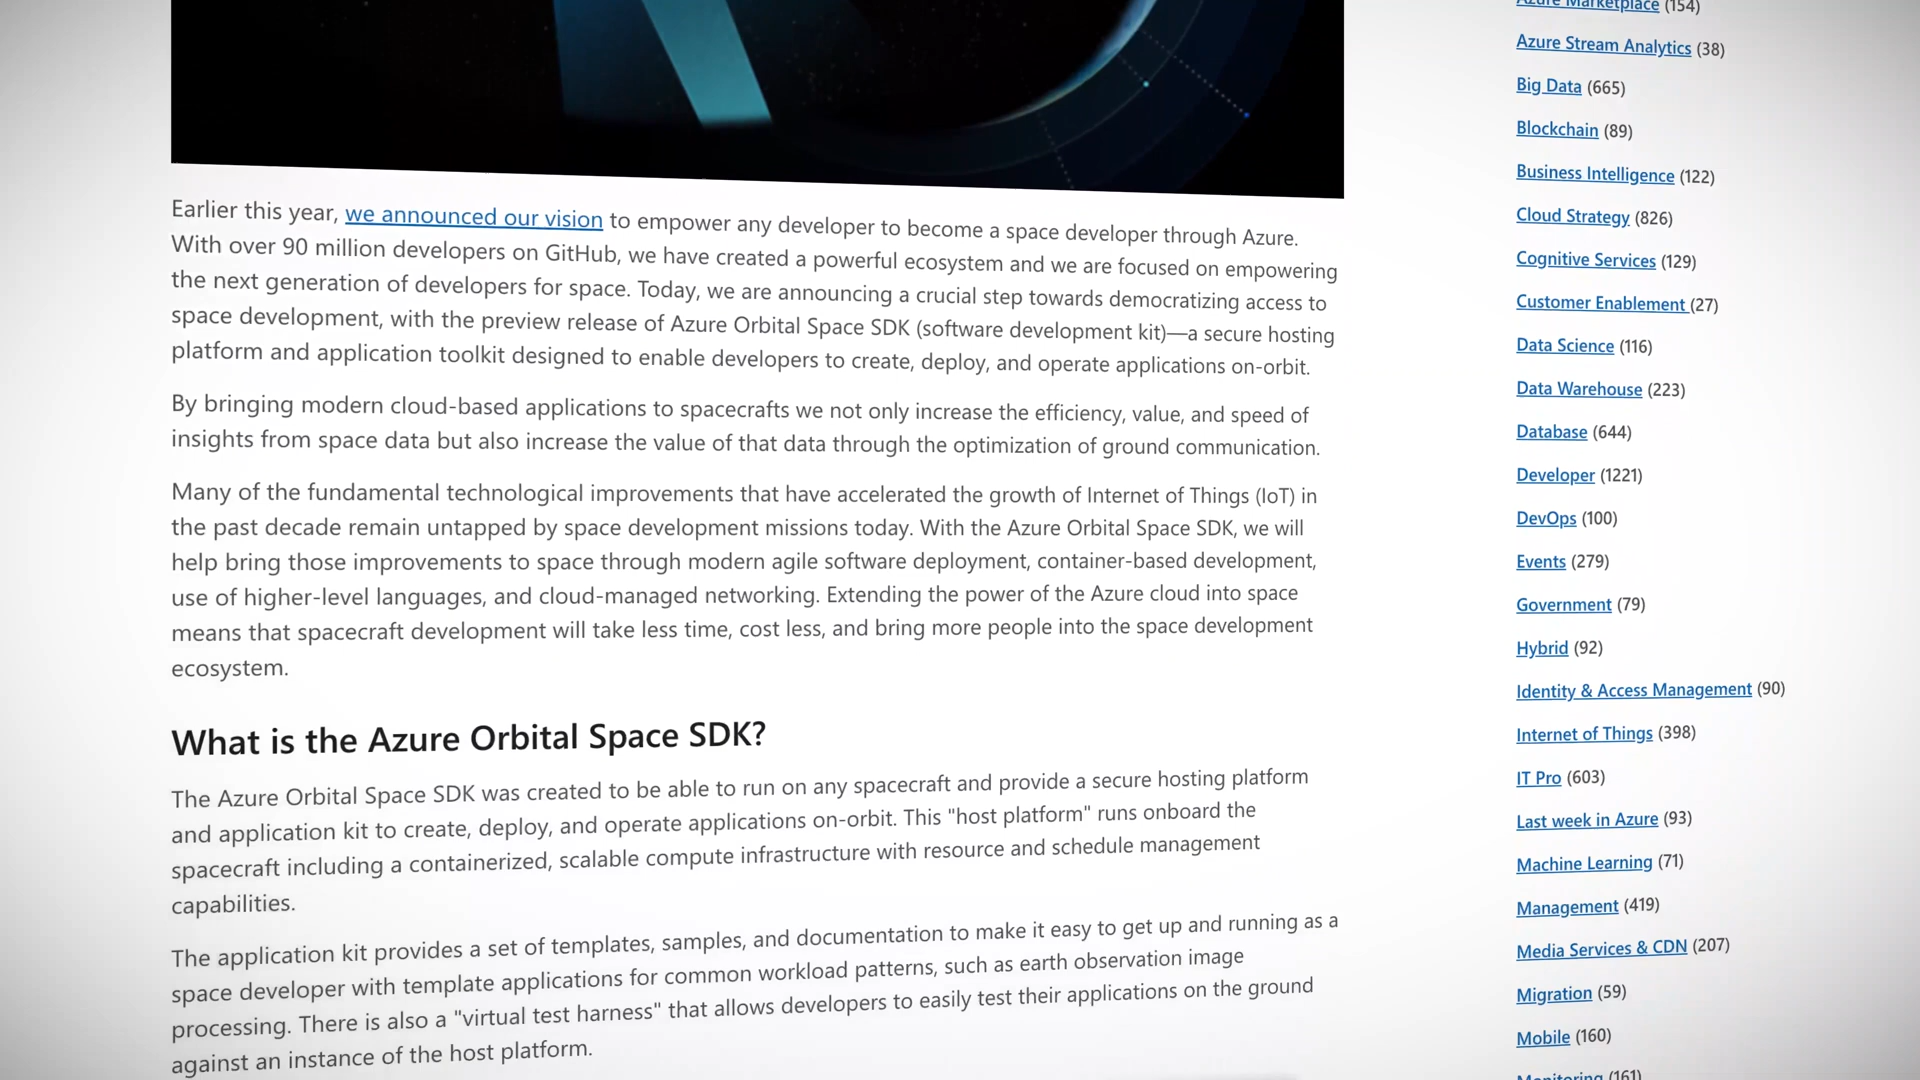 Earlier this year, we announced our vision to empower any developer to become a space developer through Azure.
With over 90 million developers on GitHub, we have created a powerful ecosystem and we are focused on empowering
the next generation of developers for space. Today, we are announcing a crucial step towards democratizing access to
space development, with the preview release of Azure Orbital Space SDK (software development kit)—a secure hosting
platform and application toolkit designed to enable developers to create, deploy, and operate applications on-orbit.
By bringing modern cloud-based applications to spacecrafts we not only increase the efficiency, value, and speed of
insights from space data but also increase the value of that data through the optimization of ground communication.
Many of the fundamental technological improvements that have accelerated the growth of Internet of Things (IoT) in
the past decade remain untapped by space development missions today. With the Azure Orbital Space SDK, we will
help bring those improvements to space through modern agile software deployment, container-based development,
use of higher-level languages, and cloud-managed networking. Extending the power of the Azure cloud into space
means that spacecraft development will take less time, cost less, and bring more people into the space development
ecosystem.
What is the Azure Orbital Space SDK?
The Azure Orbital Space SDK was created to be able to run on any spacecraft and provide a secure hosting platform
and application kit to create, deploy, and operate applications on-orbit. This "host platform" runs onboard the
spacecraft including a containerized, scalable compute infrastructure with resource and schedule management
capabilities.
The application kit provides a set of templates, samples, and documentation to make it easy to get up and running as a
space developer with template applications for common workload patterns, such as earth observation image
processing. There is also a "virtual test harness" that allows developers to easily test their applications on the ground
against an instance of the host platform.
Azure Marketplace (154)
Azure Stream Analytics (38)
Big Data (665)
Blockchain (89)
Business Intelligence (122)
Cloud Strategy (826)
Cognitive Services (129)
Customer Enablement (27)
Data Science (116)
Data Warehouse (223)
Database (644)
Developer (1221)
DevOps (100)
Events (279)
Government (79)
Hybrid (92)
Identity & Access Management (90)
Internet of Things (398)
IT Pro (603)
Last week in Azure (93)
Machine Learning (71)
Management (419)
Media Services & CDN (207)
Migration (59)
Mobile (160)
Monitoring (161)